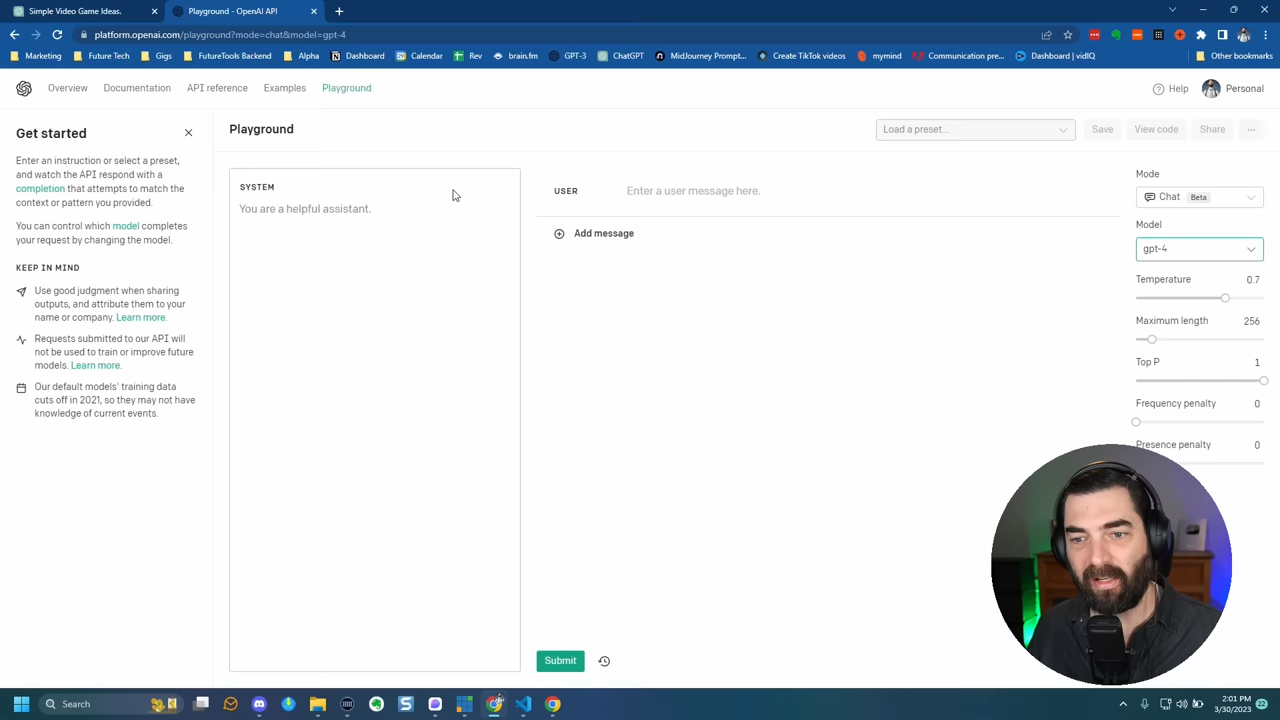 Simple Video Game Ideas.
Playground - OpenAI API
platform.openai.com/playground?mode=chat&model=gpt-4
Marketing
Future Tech
Gigs
FutureTools Backend
Alpha
Dashboard
Calendar
Rev
brain.fm
GPT-3
ChatGPT
MidJourney Prompt...
Create TikTok videos
mymind
Communication pre...
Dashboard | vidIQ
Other bookmarks
Overview
Documentation
API reference
Examples
Playground
Help
Personal
Get started
Enter an instruction or select a preset,
and watch the API respond with a
completion that attempts to match the
context or pattern you provided.
You can control which model completes
your request by changing the model.
KEEP IN MIND
Use good judgment when sharing
outputs, and attribute them to your
name or company. Learn more.
Requests submitted to our API will
not be used to train or improve future
models. Learn more.
Our default models' training data
cuts off in 2021, so they may not have
knowledge of current events.
Playground
Load a preset...
Save
View code
Share
...
SYSTEM
You are a helpful assistant.
USER
Enter a user message here.
Add message
Submit
Mode
Chat Beta
Model
gpt-4
Temperature 0.7
Maximum length 256
Top P 1
Frequency penalty 0
Presence penalty 0
Search
2:01 PM
3/30/2023